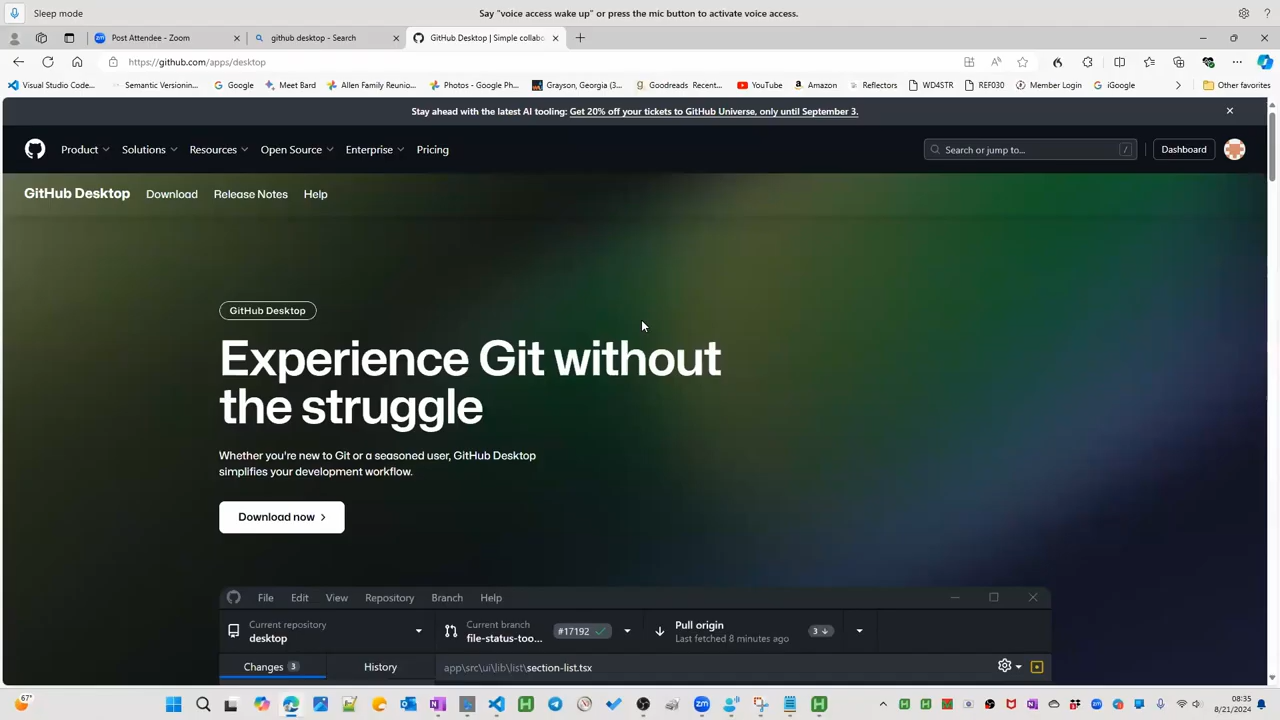 Sleep mode
Say "voice access wake up" or press the mic button to activate voice access.
Post Attendee - Zoom
github desktop - Search
GitHub Desktop | Simple collabo
https://github.com/apps/desktop
Visual Studio Code...
Semantic Versionin...
Google
Meet Bard
Allen Family Reunio...
Photos - Google Ph...
Grayson, Georgia (3...
Goodreads Recent...
YouTube
Amazon
Reflectors
WD4STR
REF030
Member Login
iGoogle
Other favorites
Stay ahead with the latest AI tooling. Get 20% off your tickets to GitHub Universe, only until September 3.
Product
Solutions
Resources
Open Source
Enterprise
Pricing
Search or jump to...
/
Dashboard
GitHub Desktop
Download
Release Notes
Help
GitHub Desktop
Experience Git without
the struggle
Whether you're new to Git or a seasoned user, GitHub Desktop
simplifies your development workflow.
Download now
File
Edit
View
Repository
Branch
Help
Current repository
desktop
Current branch
file-status-too...
#17192
Pull origin
Last fetched 8 minutes ago
3
Changes 3
History
app\src\ui\lib\list\section-list.tsx
67°
08:35
8/21/2024